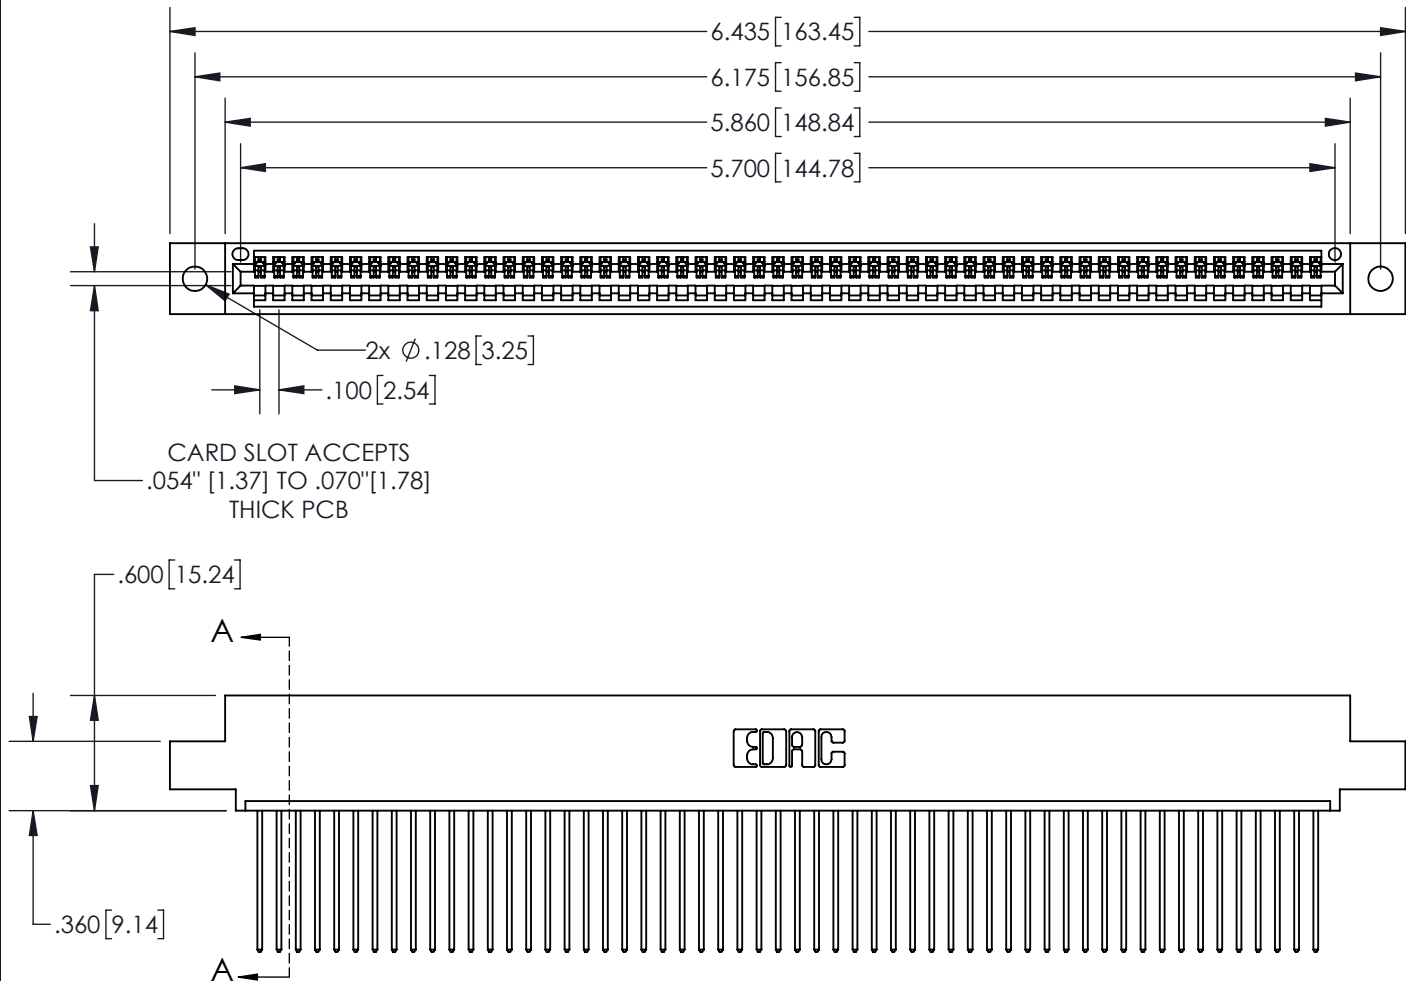 6.435[163.45]
6.175[156.85]
5.860[148.84]
5.700[144.78]
2x ⌀.128[3.25]
.100[2.54]
CARD SLOT ACCEPTS
.054" [1.37] TO .070"[1.78]
THICK PCB
.600[15.24]
A
EDAC
.360[9.14]
A